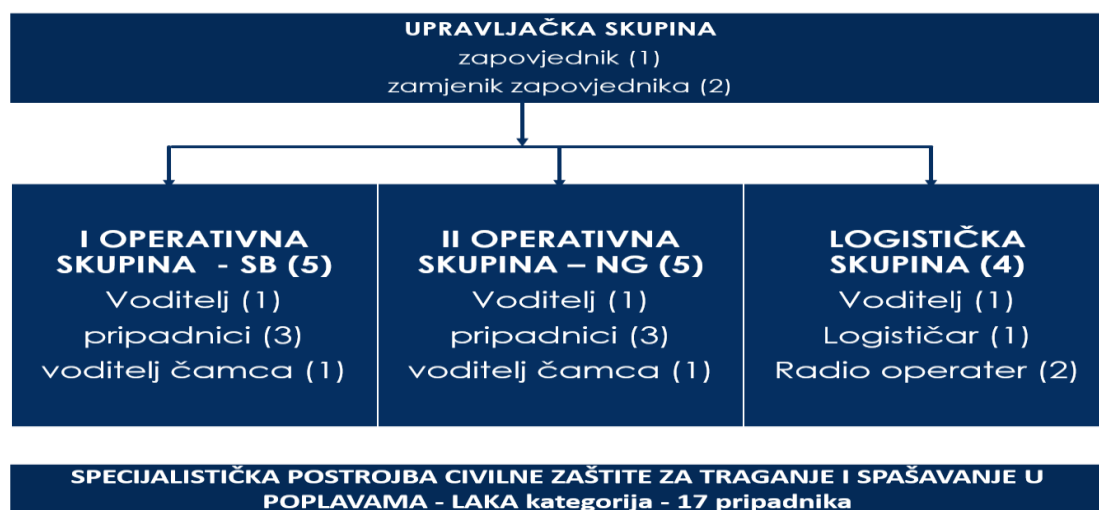 UPRAVLJAČKA SKUPINA
zapovjednik (1)
zamjenik zapovjednika (2)
I OPERATIVNA
SKUPINA - SB (5)
Voditelj (1)
pripadnici (3)
voditelj čamca (1)
II OPERATIVNA
SKUPINA – NG (5)
Voditelj (1)
pripadnici (3)
voditelj čamca (1)
LOGISTIČKA
SKUPINA (4)
Voditelj (1)
Logističar (1)
Radio operater (2)
SPECIJALISTIČKA POSTROJBA CIVILNE ZAŠTITE ZA TRAGANJE I SPAŠAVANJE U
POPLAVAMA - LAKA kategorija - 17 pripadnika